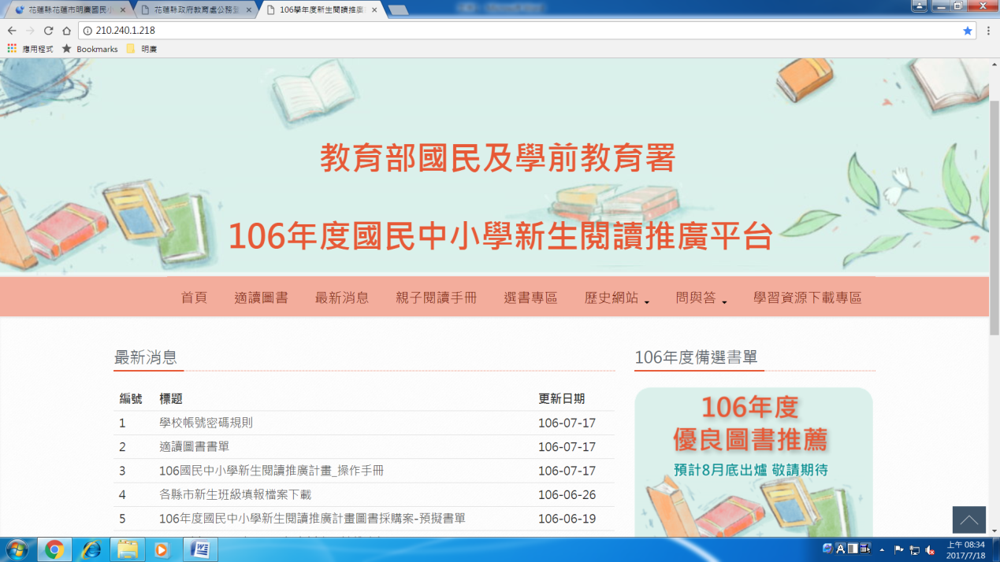 花蓮縣花蓮市明廉國民小
花蓮縣政府教育處公務
106學年度新生閱讀推廣
210.240.1.218
應用程式 Bookmarks 明廉
教育部國民及學前教育署
106年度國民中小學新生閱讀推廣平台
首頁 適讀圖書 最新消息 親子閱讀手冊 選書專區 歷史網站 問與答 學習資源下載專區
最新消息
編號 標題 更新日期
1 學校帳號密碼規則 106-07-17
2 適讀圖書書單 106-07-17
3 106國民中小學新生閱讀推廣計畫_操作手冊 106-07-17
4 各縣市新生班級填報檔案下載 106-06-26
5 106年度國民中小學新生閱讀推廣計畫圖書採購案-預擬書單 106-06-19
106年度備選書單
106年度
優良圖書推薦
預計8月底出爐 敬請期待
上午 08:34
2017/7/18